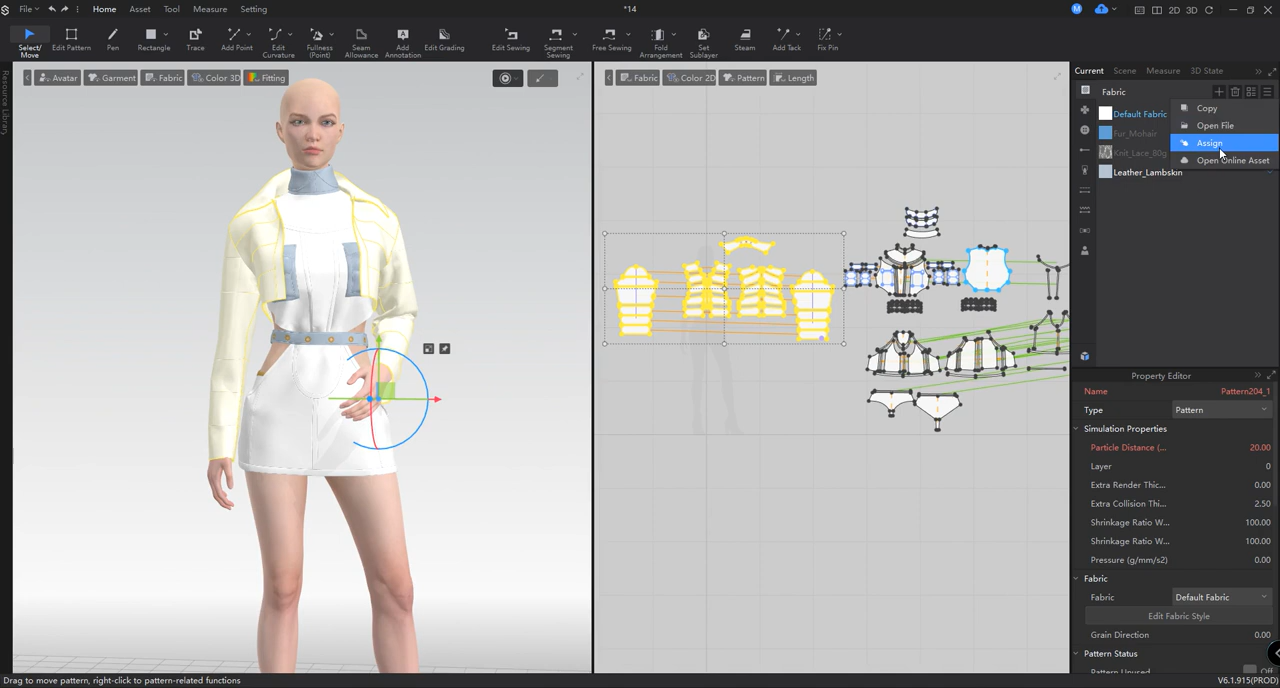 File
Home
Asset
Tool
Measure
Setting
*14
M
2D
3D
Select/
Move
Edit Pattern
Pen
Rectangle
Trace
Add Point
Edit
Curvature
Fullness
(Point)
Seam
Allowance
Add
Annotation
Edit Grading
Edit Sewing
Segment
Sewing
Free Sewing
Fold
Arrangement
Set
Sublayer
Steam
Add Tack
Fix Pin
Resource Library
Avatar
Garment
Fabric
Color 3D
Fitting
Fabric
Color 2D
Pattern
Length
Current
Scene
Measure
3D State
Fabric
Default Fabric
Fur_Mohair
Knit_Lace_80g
Leather_Lambskin
Copy
Open File
Assign
Open Online Asset
Property Editor
Name Pattern204_1
Type Pattern
Simulation Properties
Particle Distance (... 20.00
Layer 0
Extra Render Thic... 0.00
Extra Collision Thi... 2.50
Shrinkage Ratio W... 100.00
Shrinkage Ratio W... 100.00
Pressure (g/mm/s2) 0.00
Fabric
Fabric Default Fabric
Edit Fabric Style
Grain Direction 0.00
Pattern Status
Pattern Unused Off
Drag to move pattern, right-click to pattern-related functions
V6.1.915(PROD)